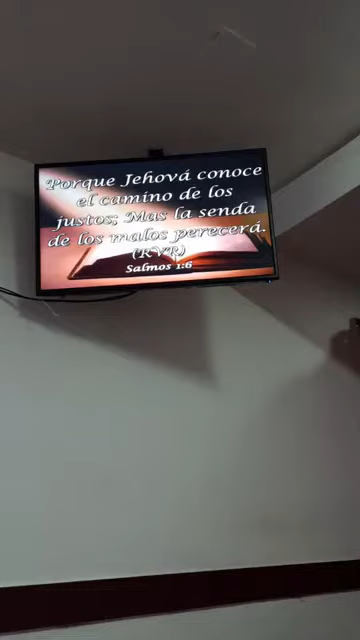 Porque Jehová conoce
el camino de los
justos; Mas la senda
de los malos perecerá.
(RVR)
Salmos 1:6